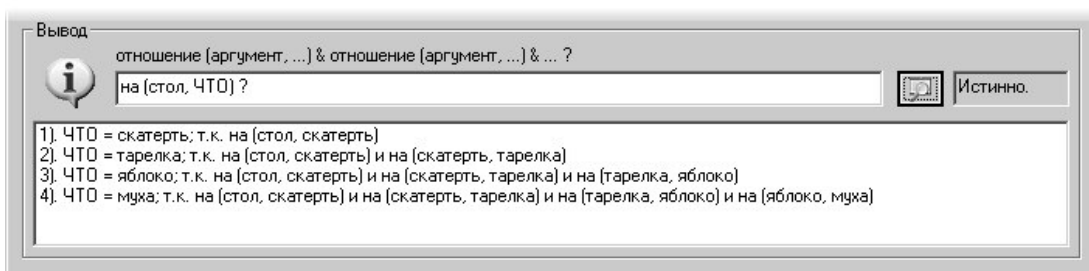 Вывод
отношение (аргумент, ...) & отношение (аргумент, ...) & ... ?
на (стол, ЧТО) ?
Истинно.
1). ЧТО = скатерть; т.к. на (стол, скатерть)
2). ЧТО = тарелка; т.к. на (стол, скатерть) и на (скатерть, тарелка)
3). ЧТО = яблоко; т.к. на (стол, скатерть) и на (скатерть, тарелка) и на (тарелка, яблоко)
4). ЧТО = муха; т.к. на (стол, скатерть) и на (скатерть, тарелка) и на (тарелка, яблоко) и на (яблоко, муха)